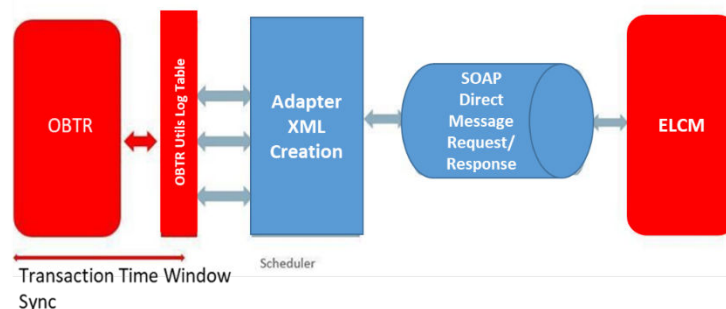 OBTR
OBTR Utils Log Table
Adapter
XML
Creation
SOAP
Direct
Message
Request/
Response
ELCM
Scheduler
Transaction Time Window
Sync